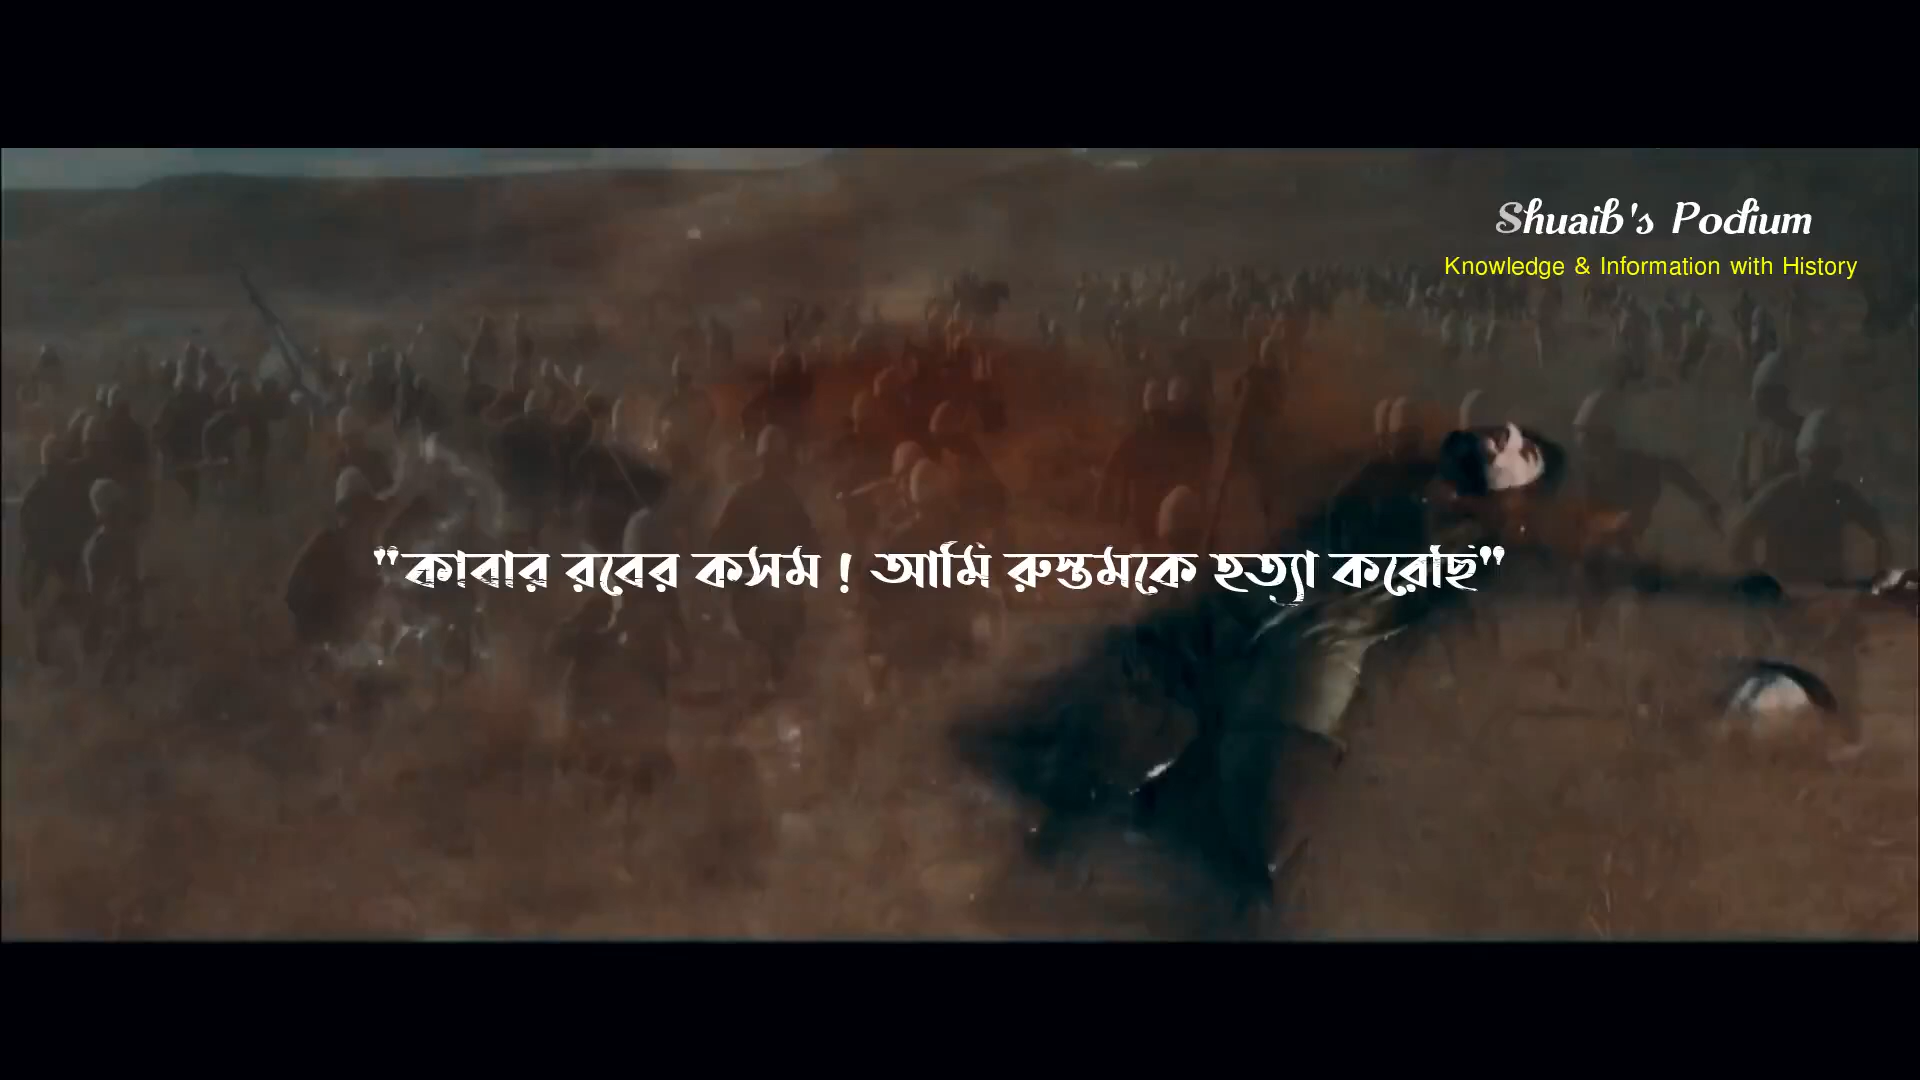 Shuaib's Podium
Knowledge & Information with History
"কাবার রবের কসম ! আমি রুস্তমকে হত্যা করেছি"